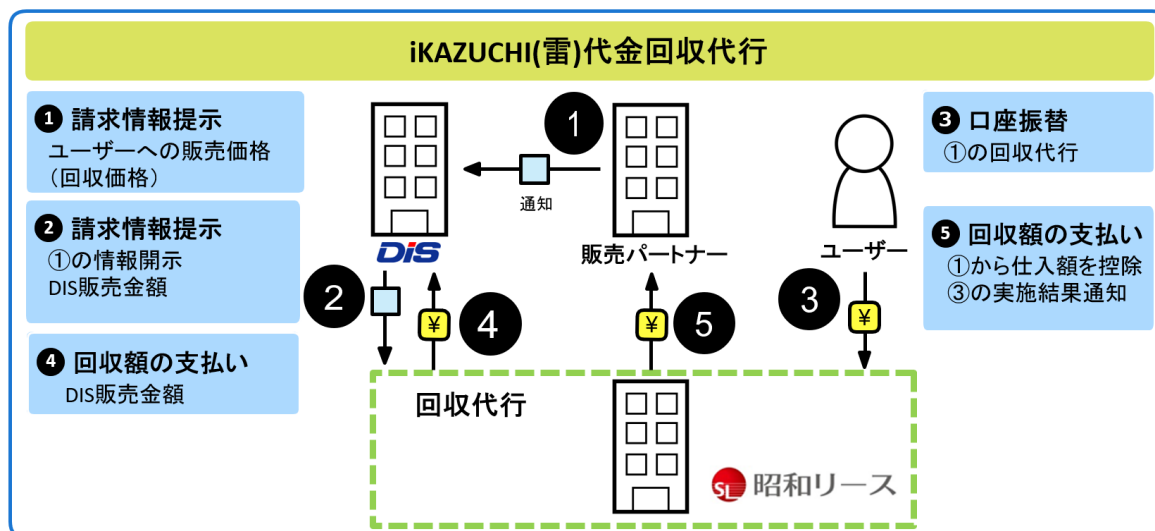 iKAZUCHI(雷)代金回収代行
❶ 請求情報提示
ユーザーへの販売価格
（回収価格）
❷ 請求情報提示
①の情報開示
DIS販売金額
❹ 回収額の支払い
DIS販売金額
1
通知
DiS
販売パートナー
ユーザー
2
¥
4
¥
5
3
¥
回収代行
SL 昭和リース
❸ 口座振替
①の回収代行
❺ 回収額の支払い
①から仕入額を控除
③の実施結果通知